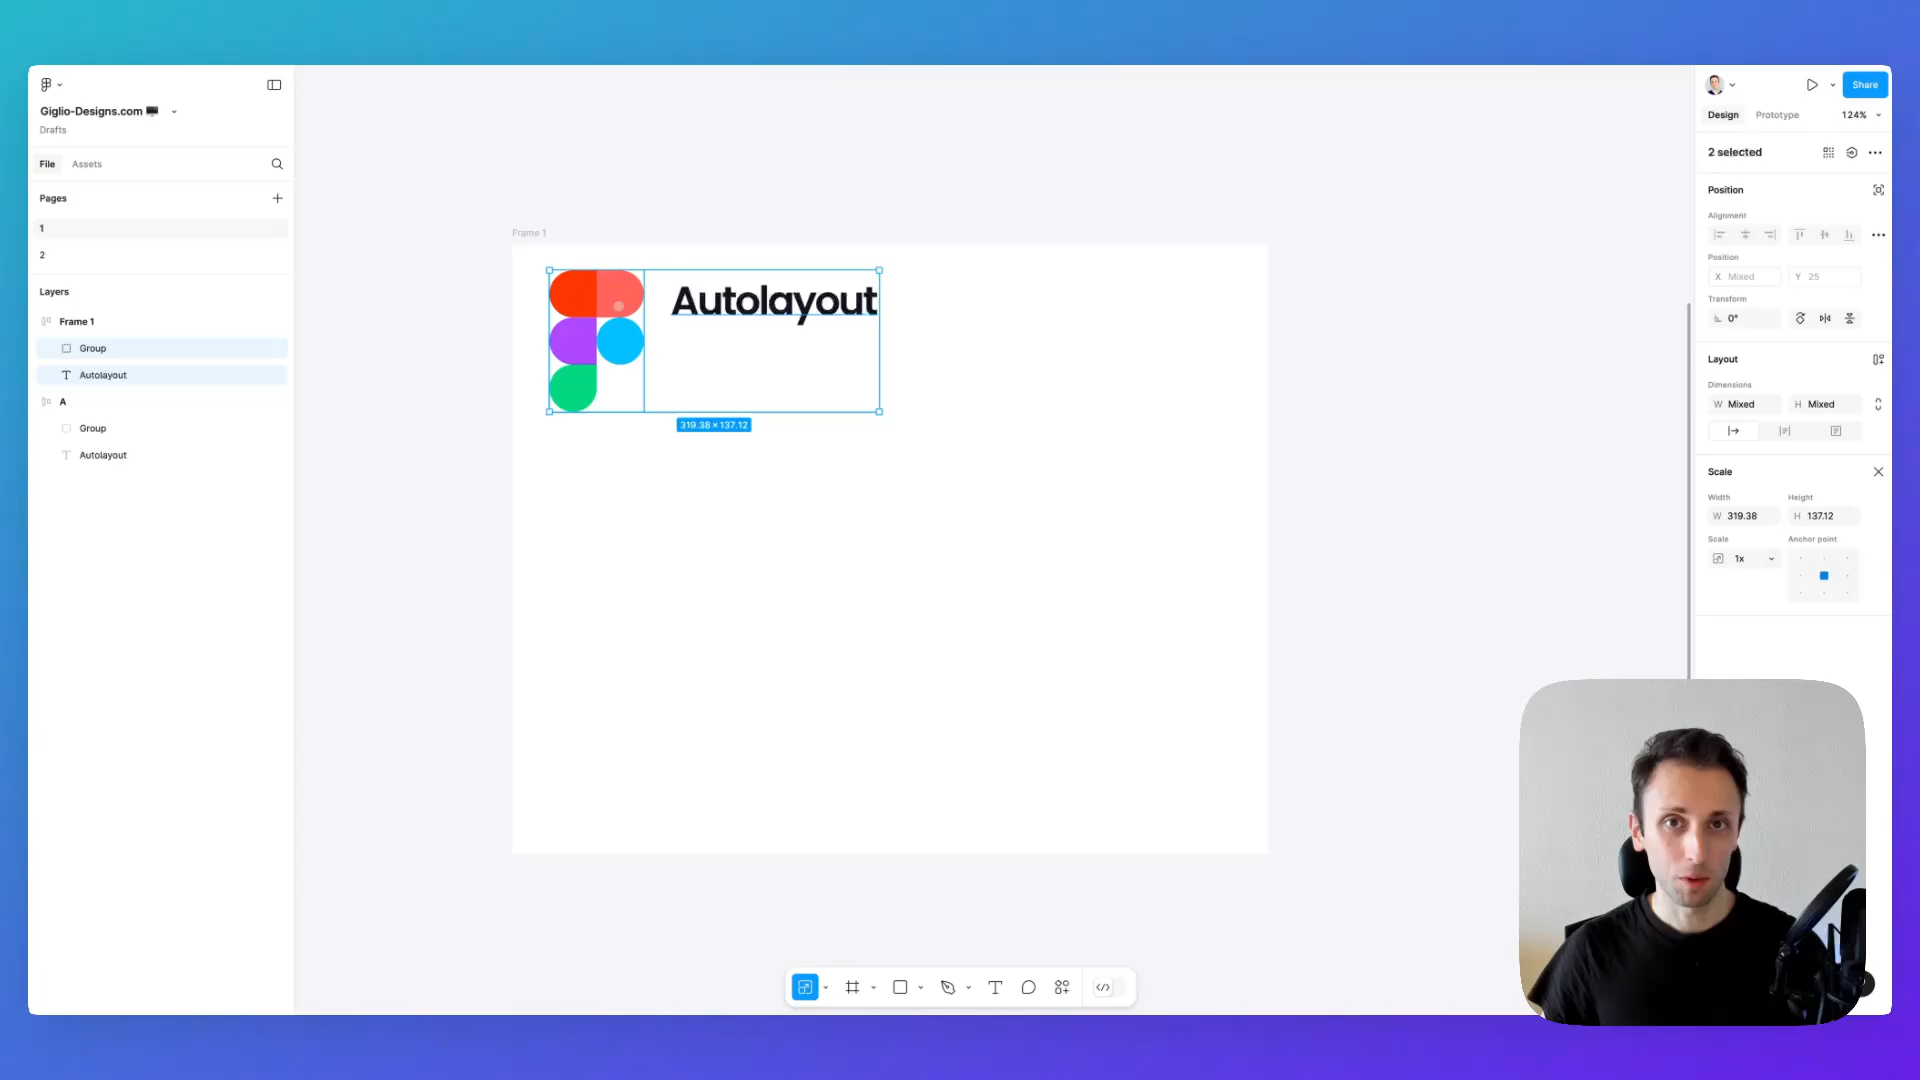 Giglio-Designs.com
Drafts
File Assets
Pages
1
2
Layers
Frame 1
Group
Autolayout
A
Group
Autolayout
Frame 1
Autolayout
319.38 × 137.12
Share
Design Prototype 124%
2 selected
Position
Alignment
Position
X Mixed Y 25
Transform
0°
Layout
Dimensions
W Mixed H Mixed
Scale
Width Height
W 319.38 H 137.12
Scale Anchor point
1x